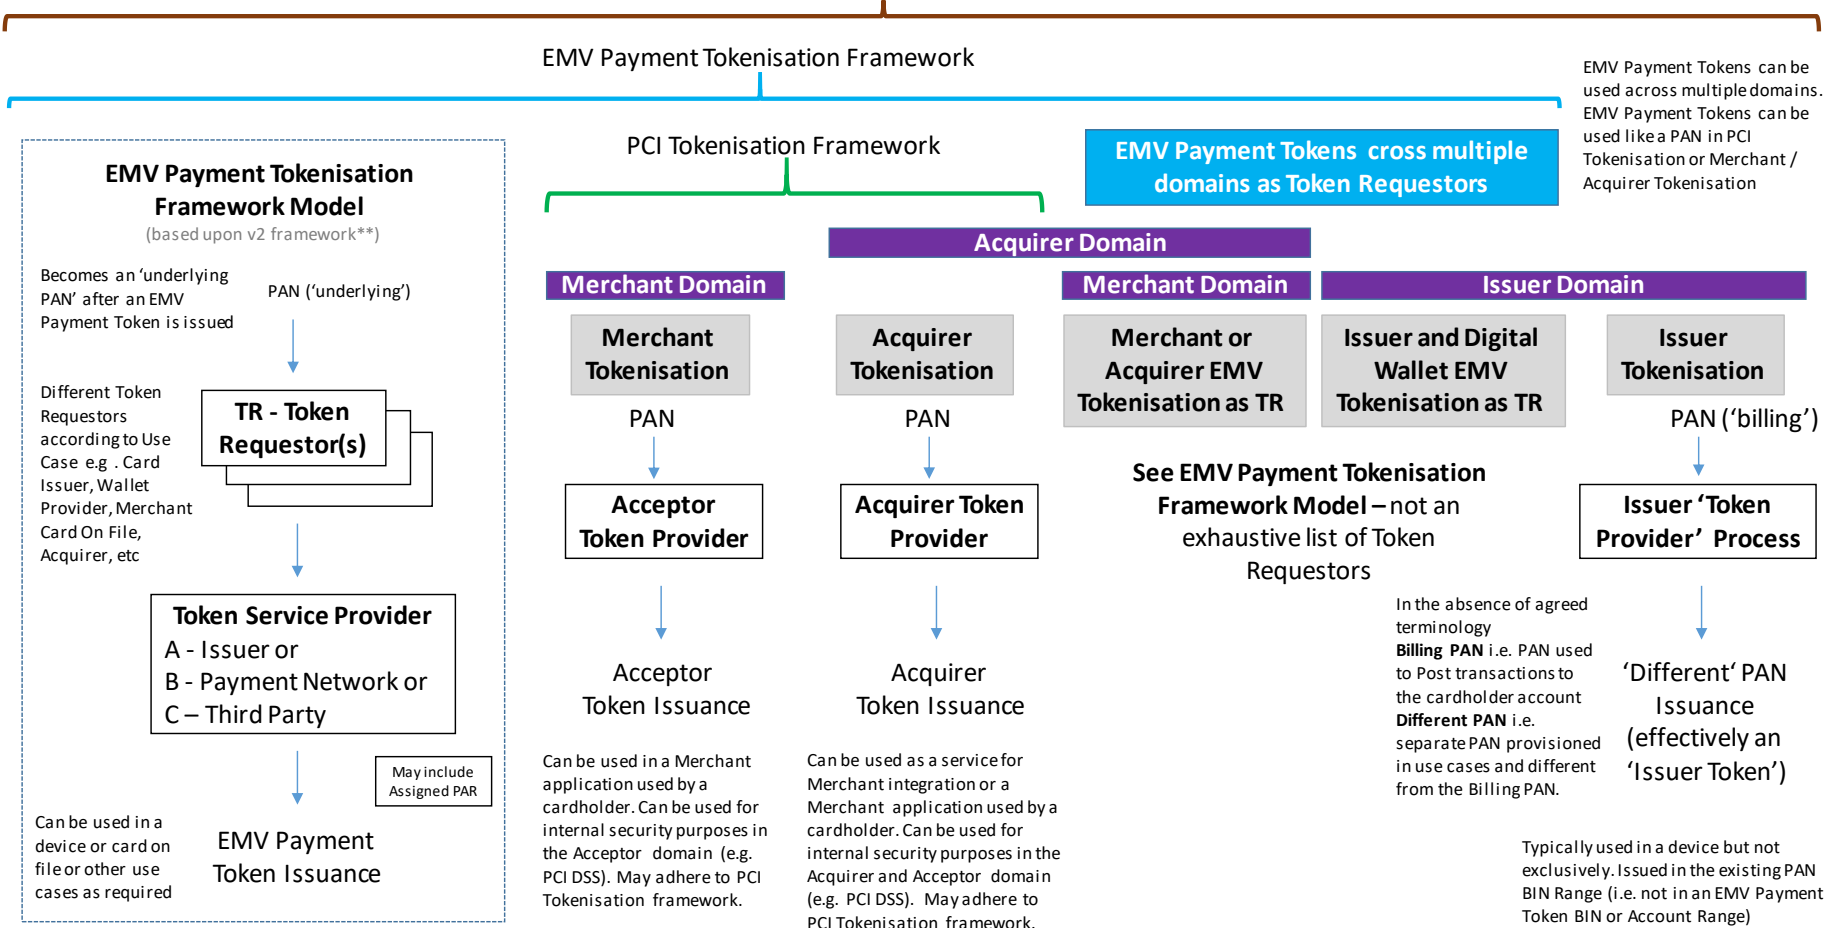 EMV Payment Tokenisation Framework
EMV Payment Tokens can be
used across multiple domains.
EMV Payment Tokens can be
used like a PAN in PCI
Tokenisation or Merchant /
Acquirer Tokenisation
PCI Tokenisation Framework
EMV Payment Tokens cross multiple
domains as Token Requestors
EMV Payment Tokenisation
Framework Model
(based upon v2 framework**)
Becomes an ‘underlying
PAN’ after an EMV
Payment Token is issued
PAN (‘underlying’)
Different Token
Requestors
according to Use
Case e.g . Card
Issuer, Wallet
Provider, Merchant
Card On File,
Acquirer, etc
TR - Token
Requestor(s)
Token Service Provider
A - Issuer or
B - Payment Network or
C – Third Party
May include
Assigned PAR
Can be used in a
device or card on
file or other use
cases as required
EMV Payment
Token Issuance
Acquirer Domain
Merchant Domain
Merchant Domain
Issuer Domain
Merchant
Tokenisation
PAN
Acceptor
Token Provider
Acceptor
Token Issuance
Can be used in a Merchant
application used by a
cardholder. Can be used for
internal security purposes in
the Acceptor domain (e.g.
PCI DSS). May adhere to PCI
Tokenisation framework.
Acquirer
Tokenisation
PAN
Acquirer Token
Provider
Acquirer
Token Issuance
Can be used as a service for
Merchant integration or a
Merchant application used by a
cardholder. Can be used for
internal security purposes in the
Acquirer and Acceptor domain
(e.g. PCI DSS). May adhere to
PCI Tokenisation framework.
Merchant or
Acquirer EMV
Tokenisation as TR
Issuer and Digital
Wallet EMV
Tokenisation as TR
See EMV Payment Tokenisation
Framework Model – not an
exhaustive list of Token
Requestors
Issuer
Tokenisation
PAN (‘billing’)
Issuer ‘Token
Provider’ Process
In the absence of agreed
terminology
Billing PAN i.e. PAN used
to Post transactions to
the cardholder account
Different PAN i.e.
separate PAN provisioned
in use cases and different
from the Billing PAN.
‘Different‘ PAN
Issuance
(effectively an
‘Issuer Token’)
Typically used in a device but not
exclusively. Issued in the existing PAN
BIN Range (i.e. not in an EMV Payment
Token BIN or Account Range)